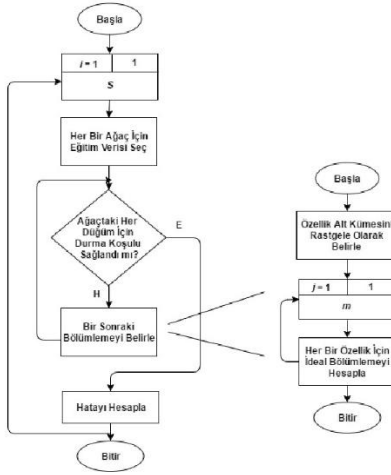 Başla
i = 1
1
S
Her Bir Ağaç İçin
Eğitim Verisi Seç
Ağaçtaki Her
Düğüm İçin
Durma Koşulu
Sağlandı mı?
E
H
Bir Sonraki
Bölümlemeyi Belirle
Hatayı Hesapla
Bitir
Başla
Özellik Alt Kümesini
Rastgele Olarak
Belirle
j = 1
1
m
Her Bir Özellik İçin
İdeal Bölümlemeyi
Hesapla
Bitir